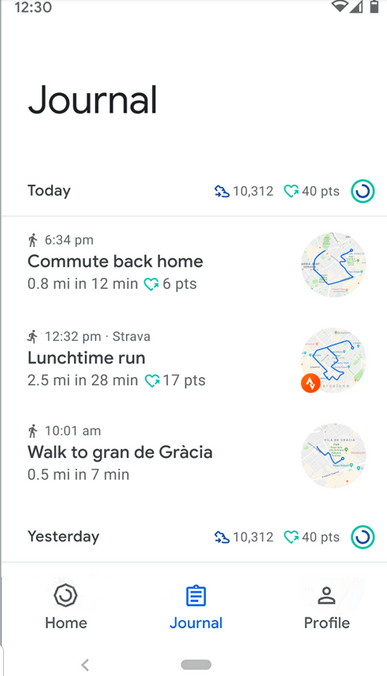 12:30
Journal
Today 10,312 40 pts
6:34 pm
Commute back home
0.8 mi in 12 min 6 pts
12:32 pm · Strava
Lunchtime run
2.5 mi in 28 min 17 pts
10:01 am
Walk to gran de Gràcia
0.5 mi in 7 min
Yesterday 10,312 40 pts
Home Journal Profile